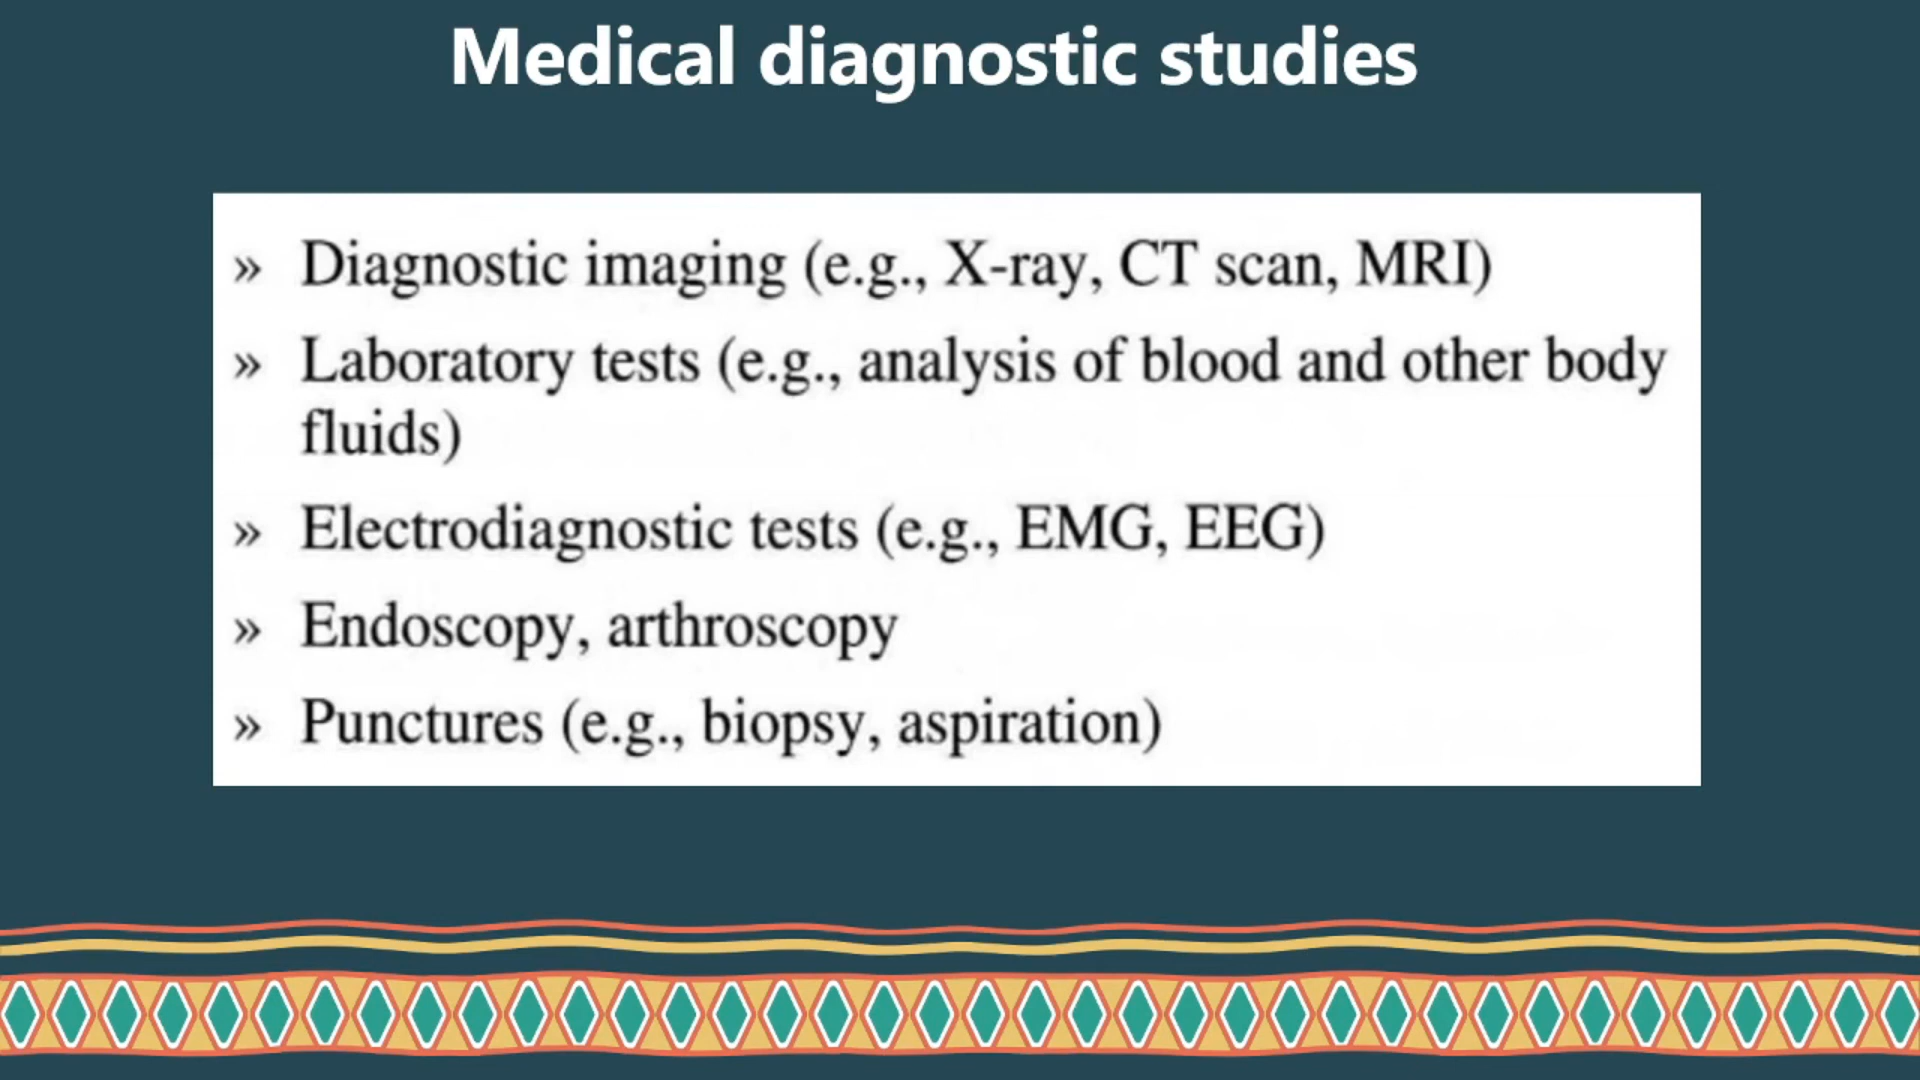 Medical diagnostic studies
» Diagnostic imaging (e.g., X-ray, CT scan, MRI)
» Laboratory tests (e.g., analysis of blood and other body
fluids)
» Electrodiagnostic tests (e.g., EMG, EEG)
» Endoscopy, arthroscopy
» Punctures (e.g., biopsy, aspiration)